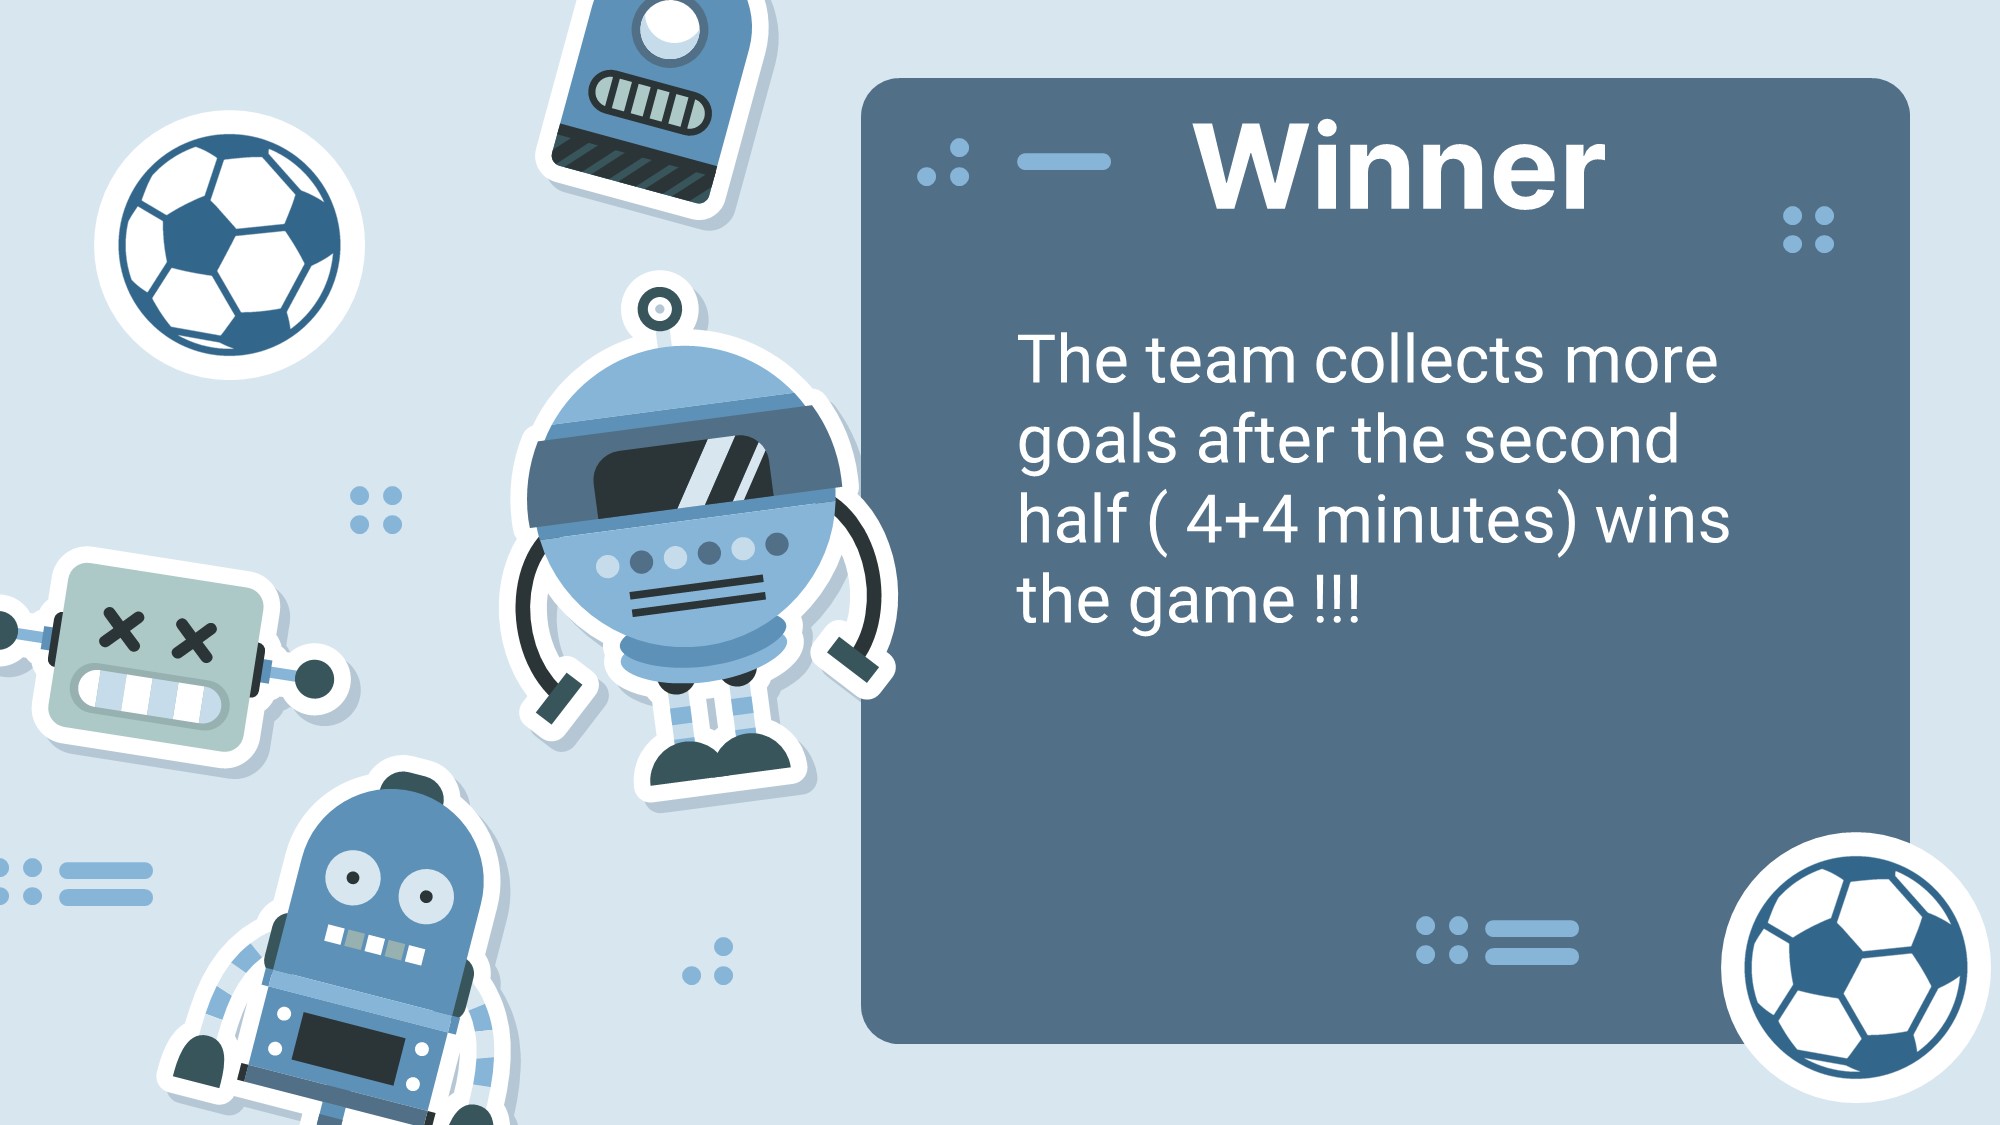 Winner
The team collects more
goals after the second
half ( 4+4 minutes) wins
the game !!!